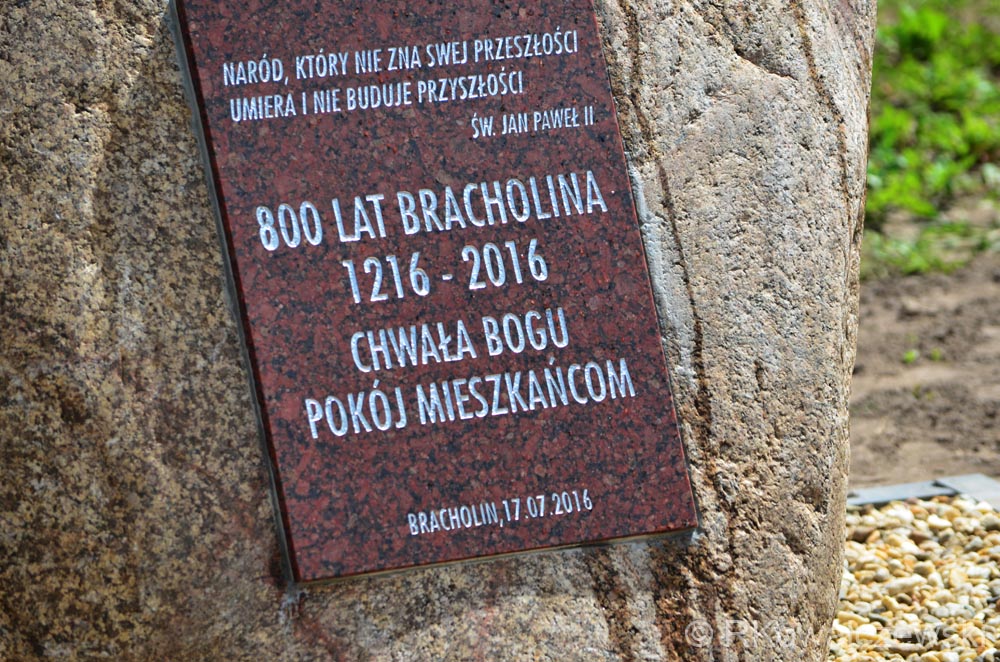 NARÓD, KTÓRY NIE ZNA SWEJ PRZESZŁOŚCI
UMIERA I NIE BUDUJE PRZYSZŁOŚCI
ŚW. JAN PAWEŁ II
800 LAT BRACHOLINA
1216 - 2016
CHWAŁA BOGU
POKÓJ MIESZKAŃCOM
BRACHOLIN,17.07.2016